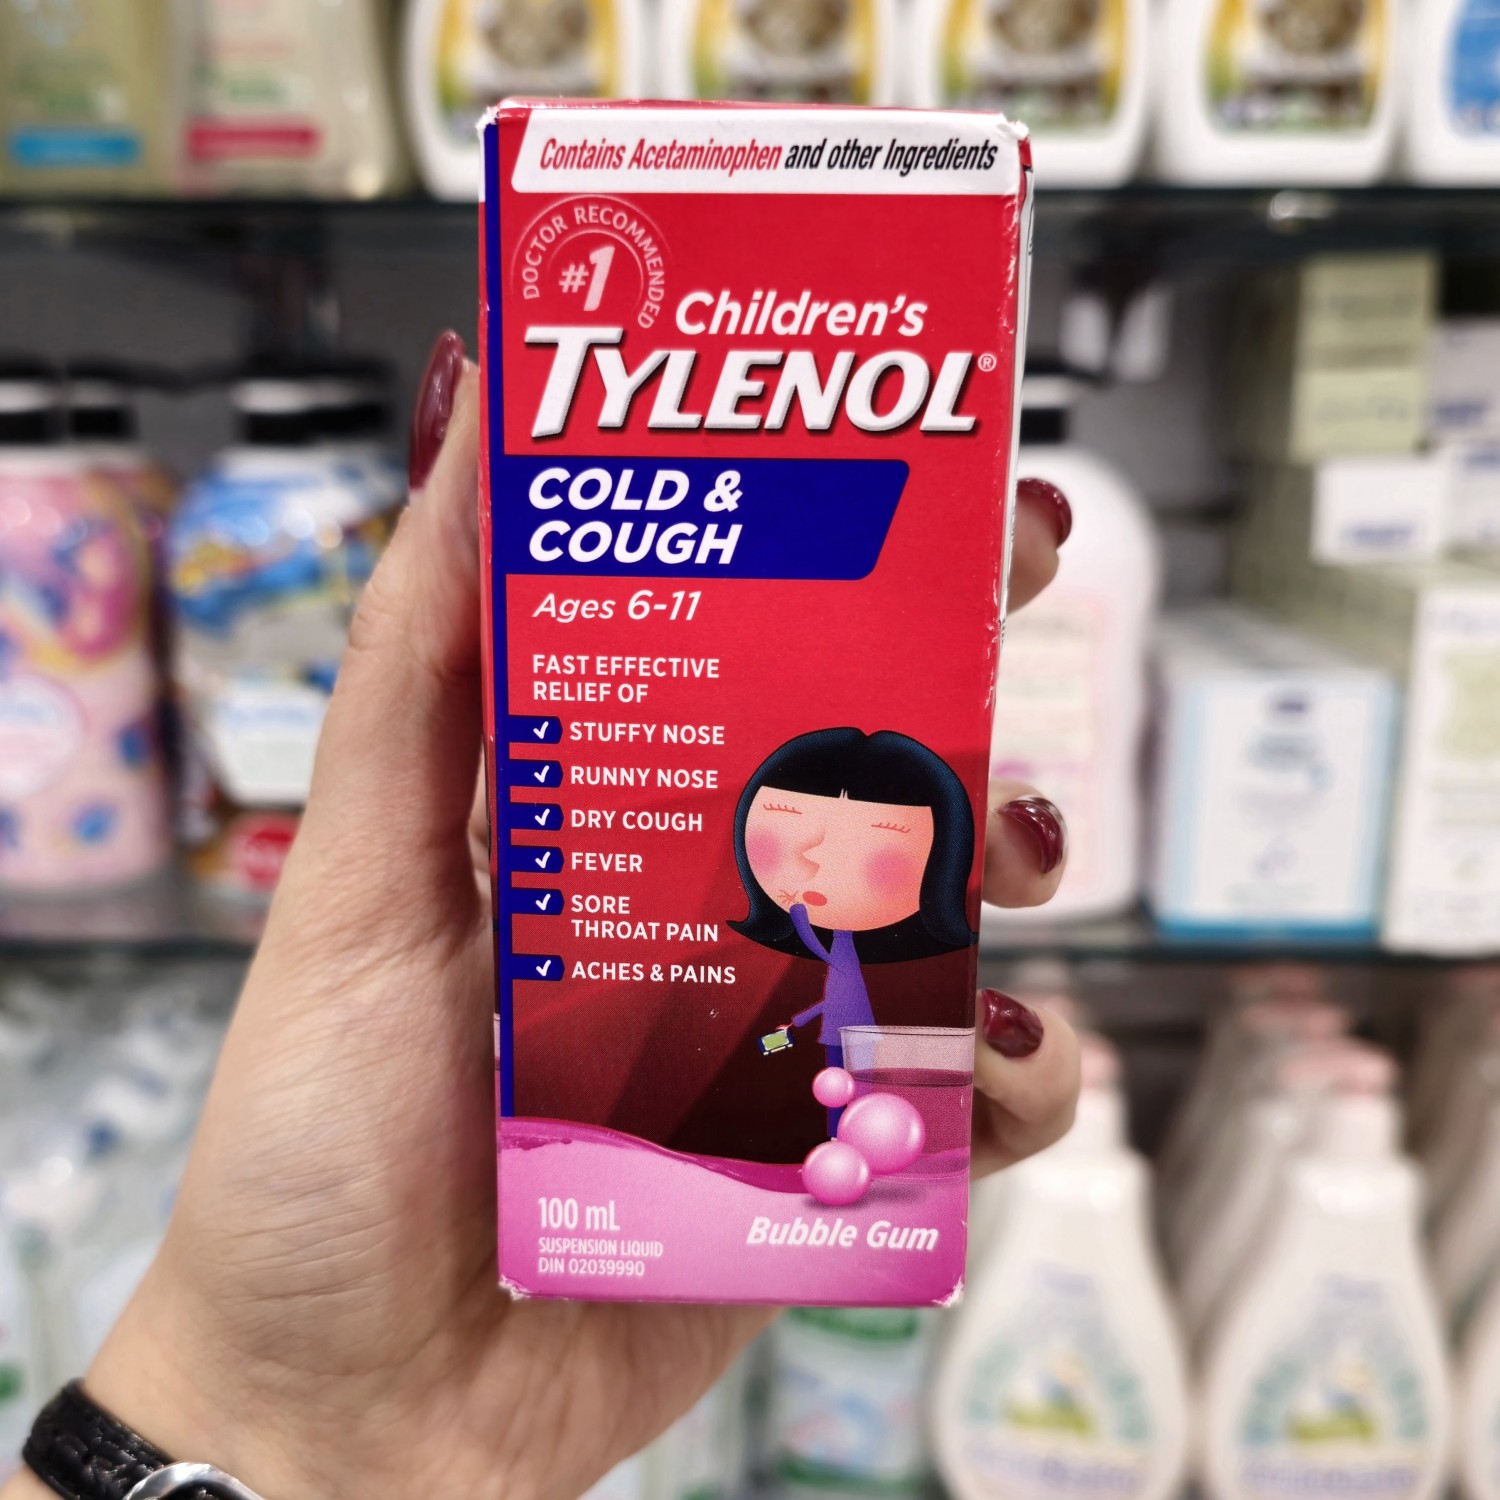 Contains Acetaminophen and other Ingredients
DOCTOR RECOMMENDED
#1
Children's
TYLENOL®
COLD &
COUGH
Ages 6-11
FAST EFFECTIVE
RELIEF OF
STUFFY NOSE
RUNNY NOSE
DRY COUGH
FEVER
SORE
THROAT PAIN
ACHES & PAINS
100 mL
SUSPENSION LIQUID
DIN 02039990
Bubble Gum